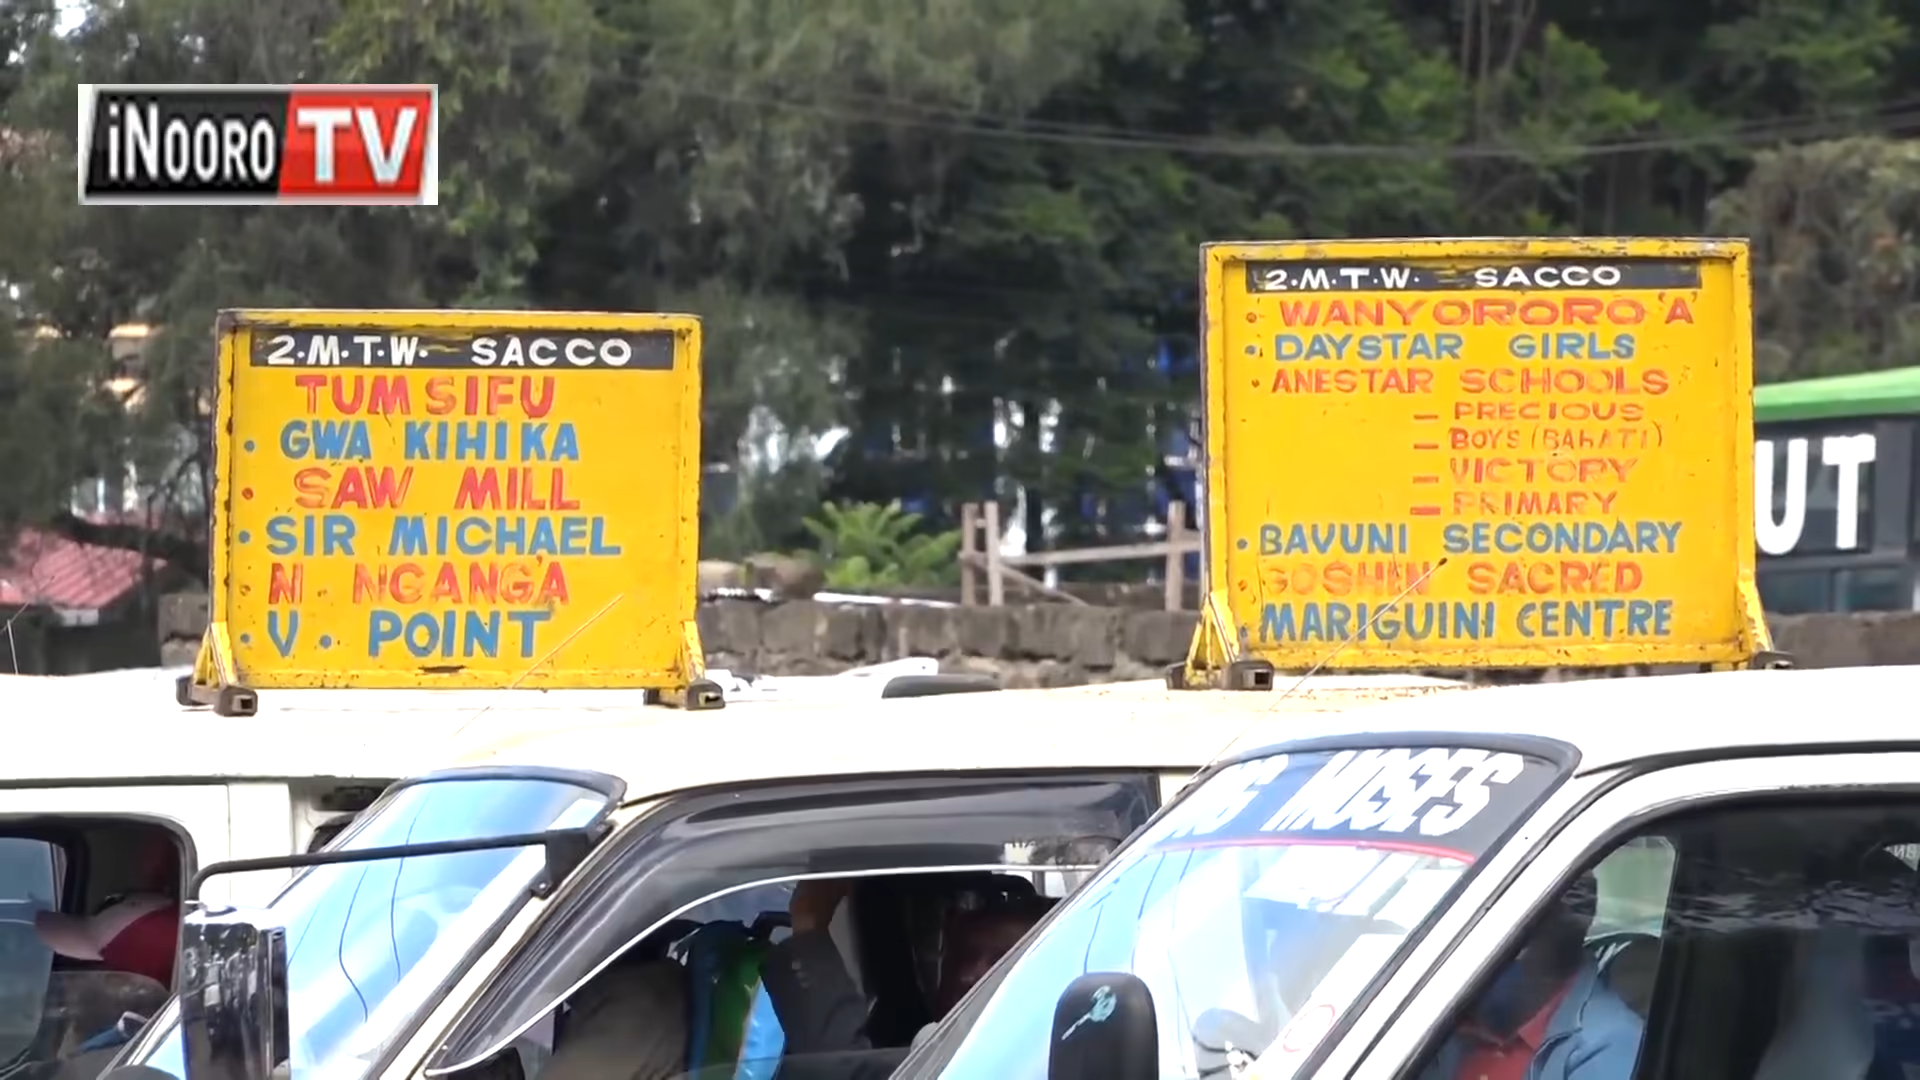 iNOORO TV
2.M.T.W. SACCO
TUMSIFU
• GWA KIHIKA
• SAW MILL
• SIR MICHAEL
N. NGANG'A
• V. POINT
2.M.T.W. SACCO
• WANYORORO 'A'
• DAYSTAR GIRLS
• ANESTAR SCHOOLS
— PRECIOUS
— BOYS (BAHATI)
— VICTORY
— PRIMARY
• BAVUNI SECONDARY
• GOSHEN SACRED
• MARIGUINI CENTRE
UT
MOSES